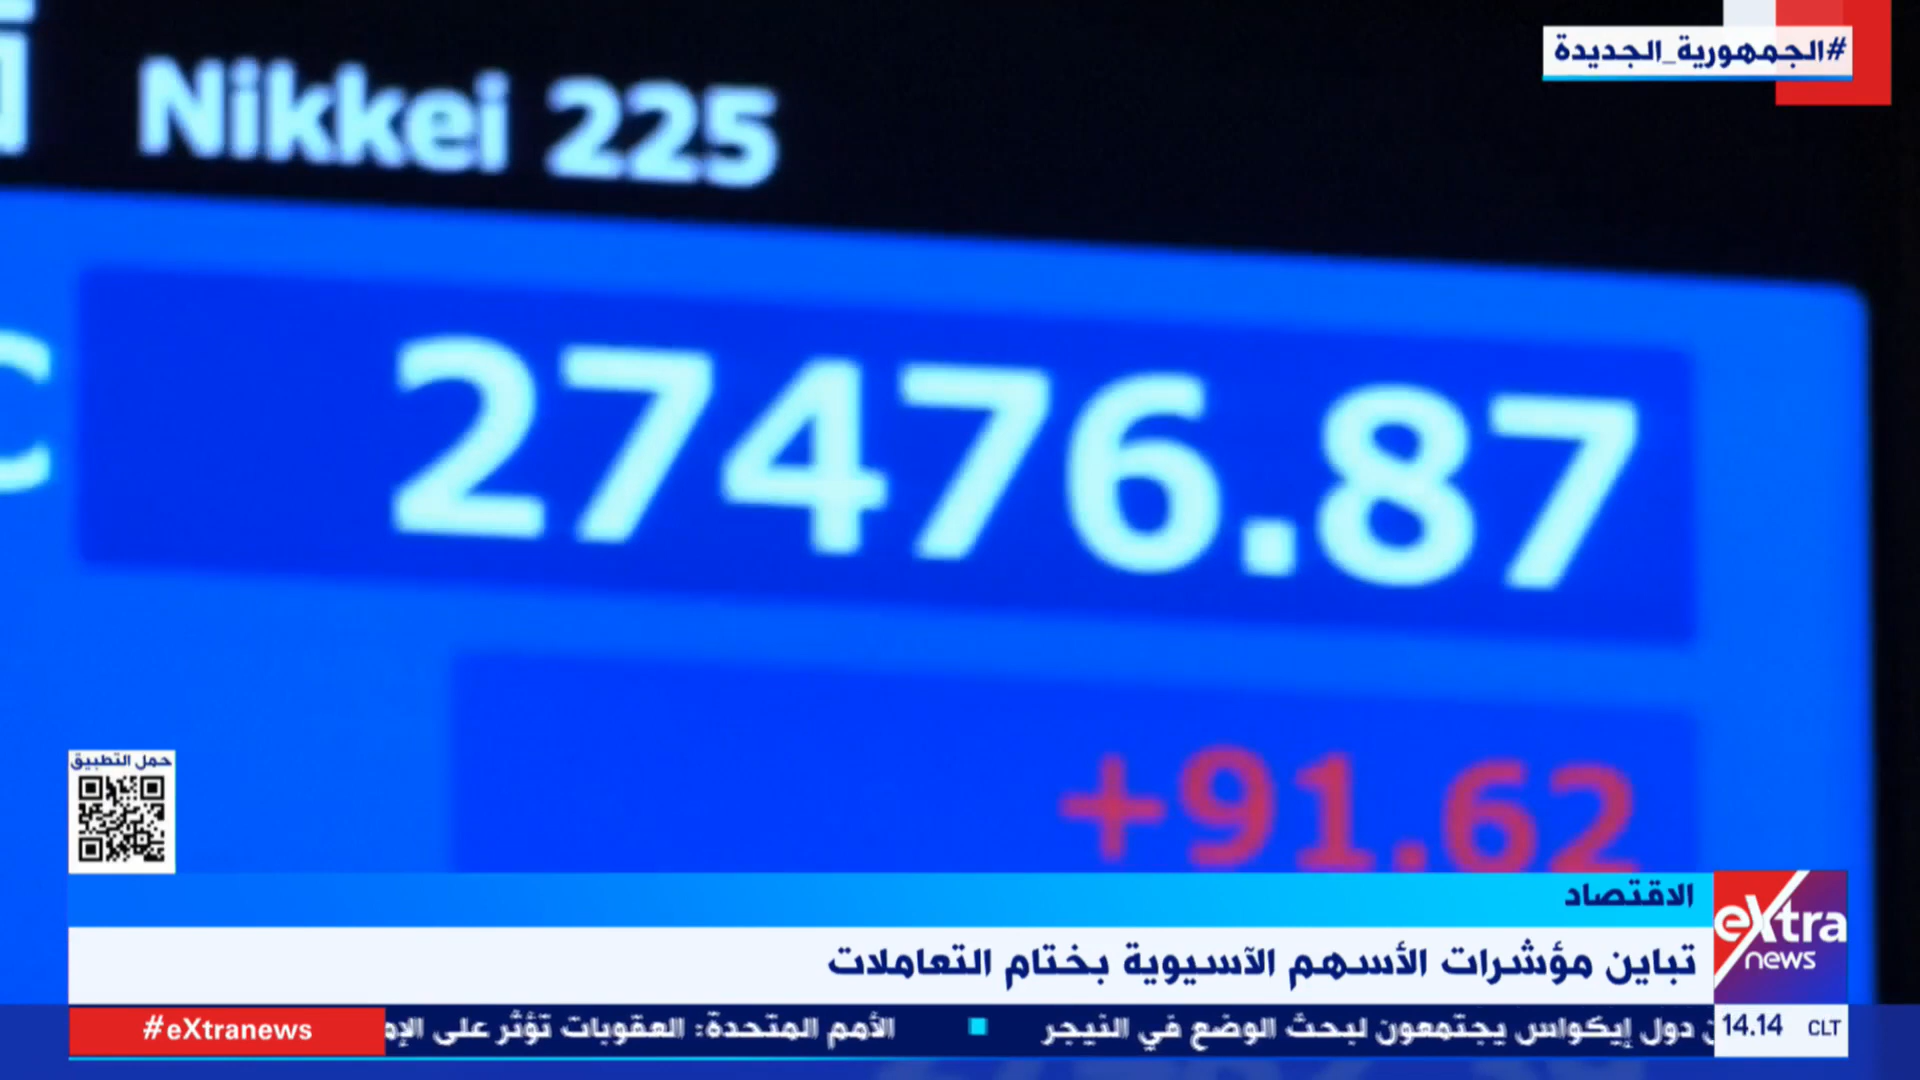 #الجمهورية_الجديدة
Nikkei 225
27476.87
+91.62
حمل التطبيق
الاقتصاد
تباين مؤشرات الأسهم الآسيوية بختام التعاملات
eXtra
news
دول إيكواس يجتمعون لبحث الوضع في النيجر ■ الأمم المتحدة: العقوبات تؤثر على
#eXtranews
14.14 CLT